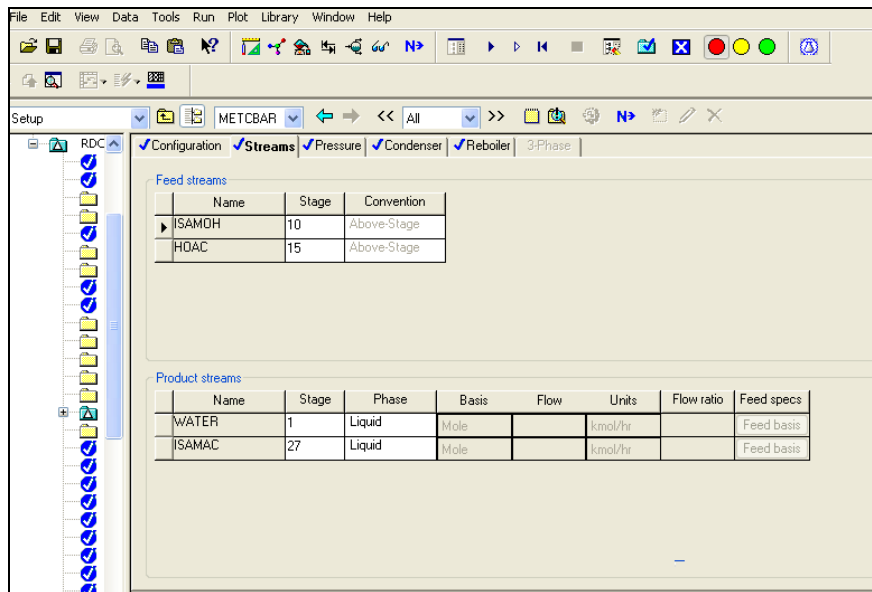 File Edit View Data Tools Run Plot Library Window Help
N>
Setup METCBAR << All >> N>
RDC Configuration Streams Pressure Condenser Reboiler 3-Phase
Feed streams
Name Stage Convention
ISAMOH 10 Above-Stage
HOAC 15 Above-Stage
Product streams
Name Stage Phase Basis Flow Units Flow ratio Feed specs
WATER 1 Liquid Mole kmol/hr Feed basis
ISAMAC 27 Liquid Mole kmol/hr Feed basis